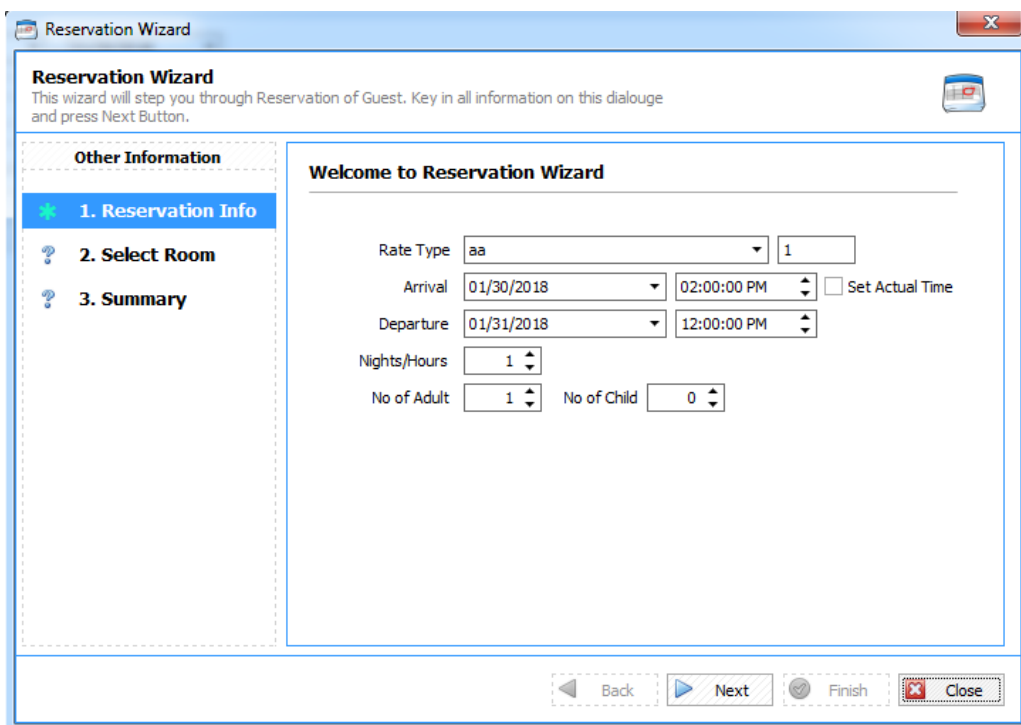 Reservation Wizard
Reservation Wizard
This wizard will step you through Reservation of Guest. Key in all information on this dialouge
and press Next Button.
Other Information
1. Reservation Info
2. Select Room
3. Summary
Welcome to Reservation Wizard
Rate Type aa 1
Arrival 01/30/2018 02:00:00 PM Set Actual Time
Departure 01/31/2018 12:00:00 PM
Nights/Hours 1
No of Adult 1 No of Child 0
Back Next Finish Close